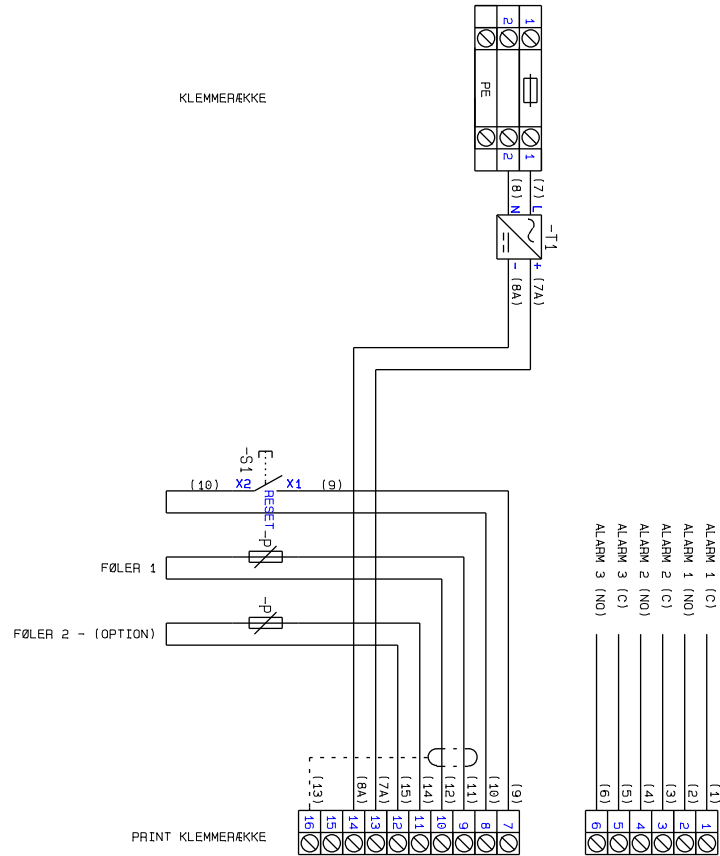 2 1
KLEMMERÆKKE
PE
2 1
(8) (7)
N L
-T1
- +
(8A) (7A)
-S1
(10) X2 X1 (9)
RESET
-P
FØLER 1
-P
FØLER 2 - (OPTION)
ALARM 3 (NO)
ALARM 3 (C)
ALARM 2 (NO)
ALARM 2 (C)
ALARM 1 (NO)
ALARM 1 (C)
(13) (8A) (7A) (15) (14) (12) (11) (10) (9)
(6) (5) (4) (3) (2) (1)
PRINT KLEMMERÆKKE
16 15 14 13 12 11 10 9 8 7
6 5 4 3 2 1